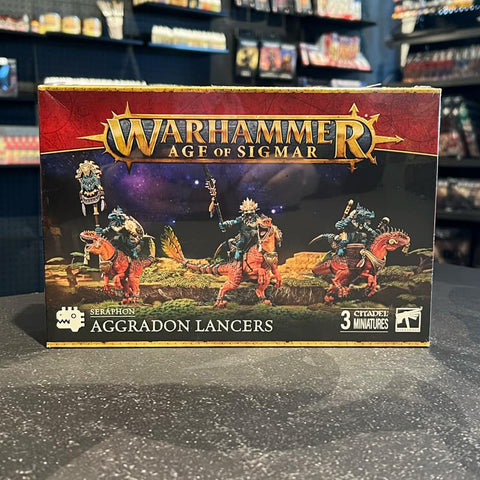 WARHAMMER
AGE OF SIGMAR
SERAPHON
AGGRADON LANCERS
3 CITADEL
MINIATURES